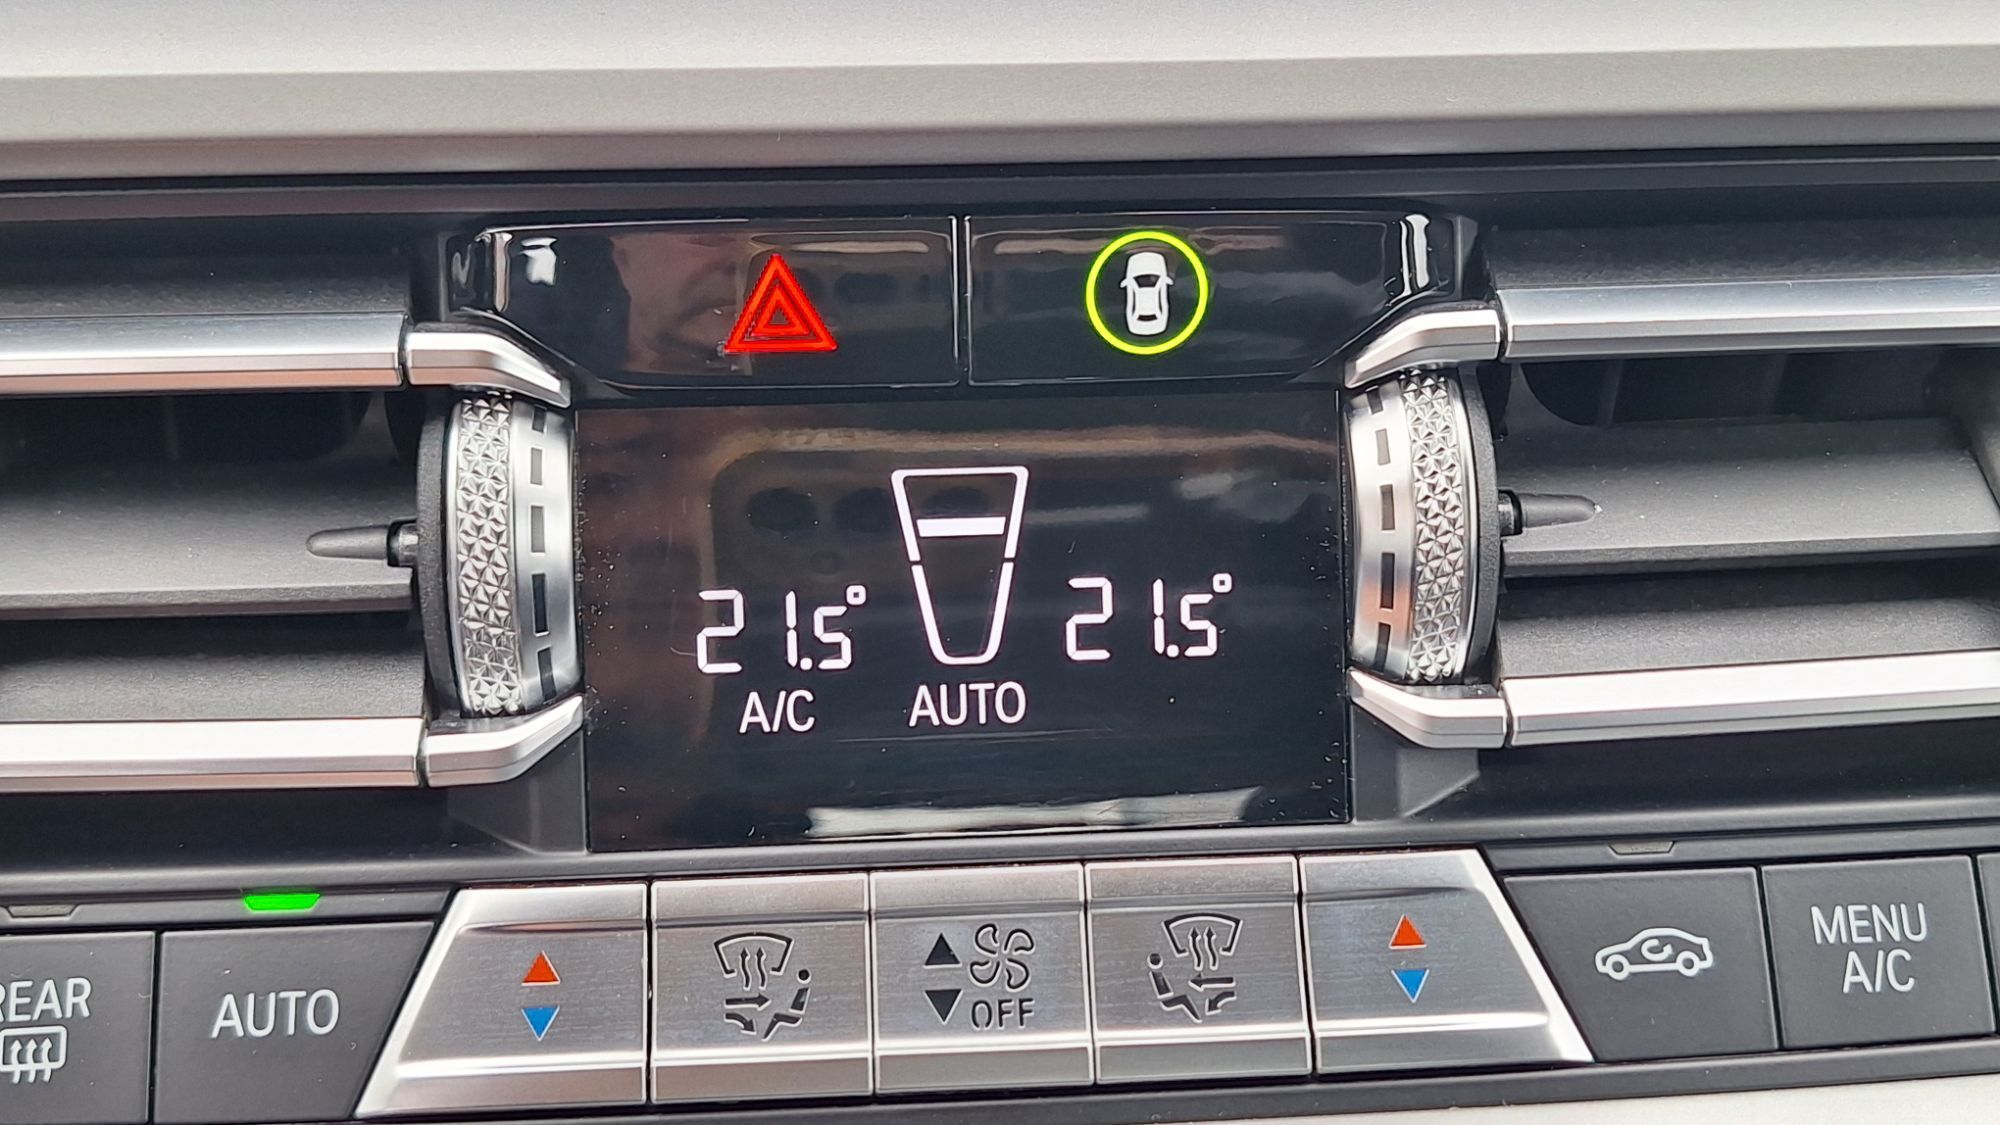 21.5°
21.5°
A/C
AUTO
REAR
AUTO
OFF
MENU
A/C